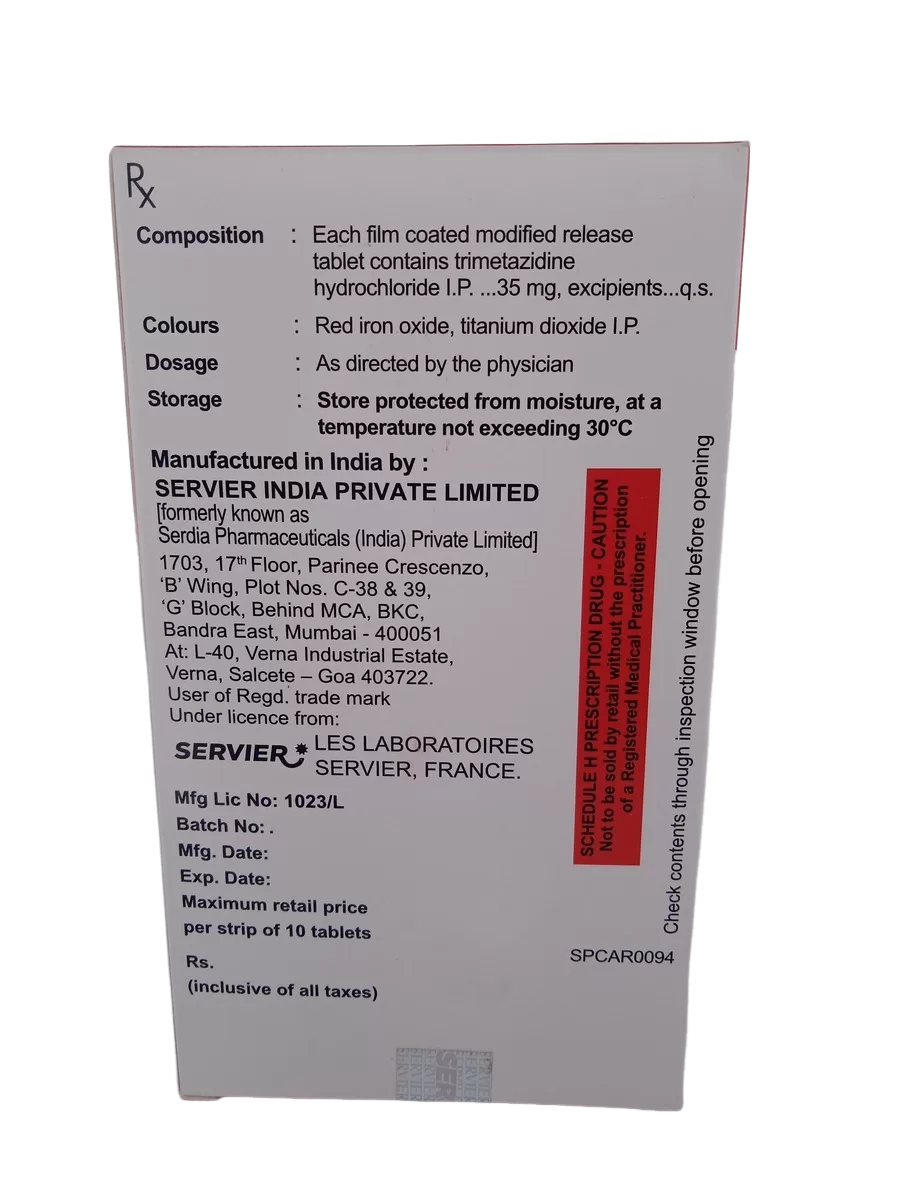 Rx
Composition : Each film coated modified release
tablet contains trimetazidine
hydrochloride I.P. ...35 mg, excipients...q.s.
Colours : Red iron oxide, titanium dioxide I.P.
Dosage : As directed by the physician
Storage : Store protected from moisture, at a
temperature not exceeding 30°C
Manufactured in India by :
SERVIER INDIA PRIVATE LIMITED
[formerly known as
Serdia Pharmaceuticals (India) Private Limited]
1703, 17th Floor, Parinee Crescenzo,
‘B’ Wing, Plot Nos. C-38 & 39,
‘G’ Block, Behind MCA, BKC,
Bandra East, Mumbai - 400051
At: L-40, Verna Industrial Estate,
Verna, Salcete – Goa 403722.
User of Regd. trade mark
Under licence from:
SERVIER LES LABORATOIRES
SERVIER, FRANCE.
Mfg Lic No: 1023/L
Batch No: .
Mfg. Date:
Exp. Date:
Maximum retail price
per strip of 10 tablets
Rs.
(inclusive of all taxes)
SCHEDULE H PRESCRIPTION DRUG - CAUTION
Not to be sold by retail without the prescription
of a Registered Medical Practitioner.
Check contents through inspection window before opening
SPCAR0094